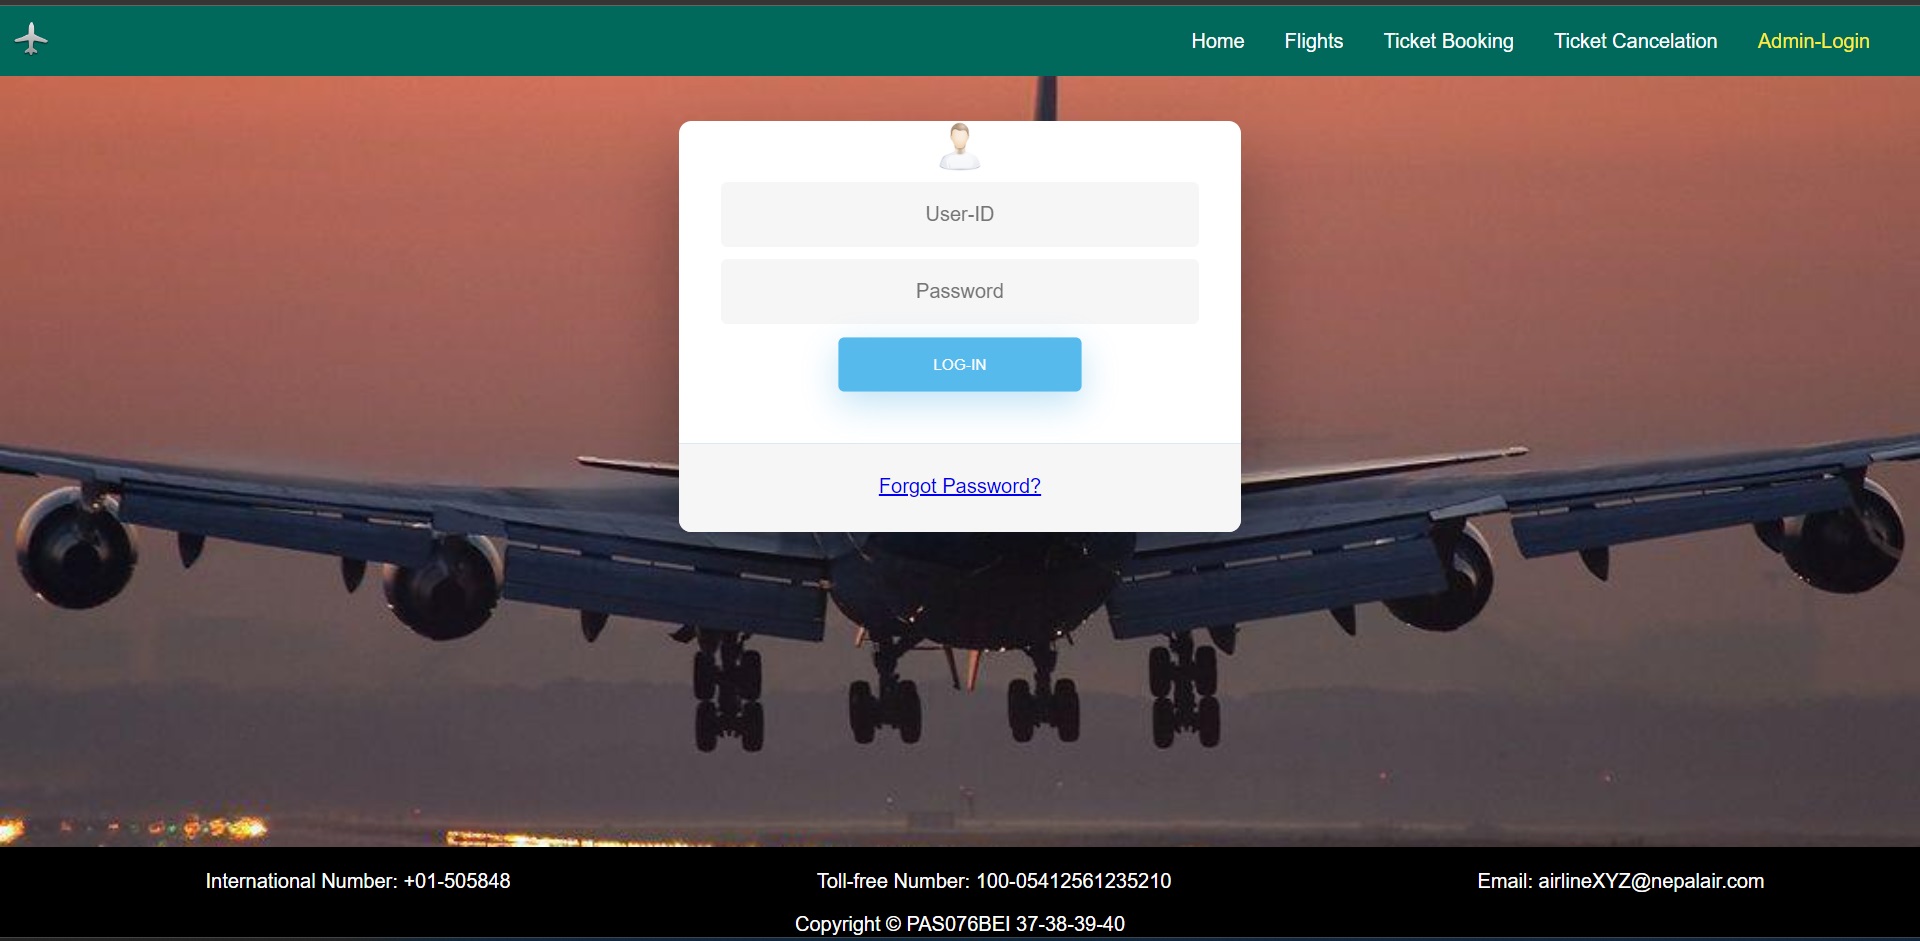 Home Flights Ticket Booking Ticket Cancelation Admin-Login
User-ID
Password
LOG-IN
Forgot Password?
International Number: +01-505848 Toll-free Number: 100-05412561235210 Email: airlineXYZ@nepalair.com
Copyright © PAS076BEI 37-38-39-40